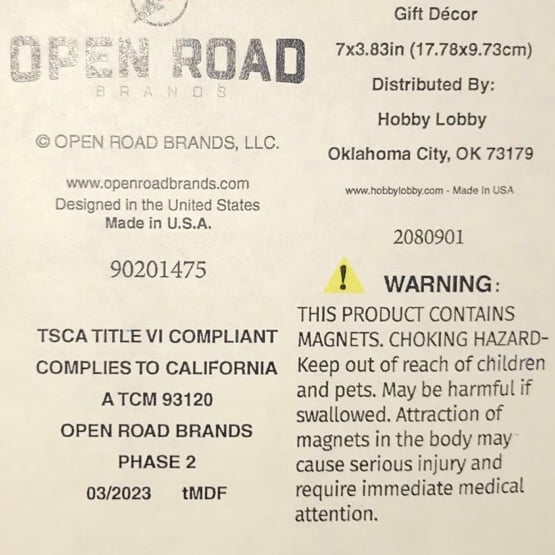 OPEN ROAD
BRANDS
© OPEN ROAD BRANDS, LLC.
www.openroadbrands.com
Designed in the United States
Made in U.S.A.
90201475
TSCA TITLE VI COMPLIANT
COMPLIES TO CALIFORNIA
A TCM 93120
OPEN ROAD BRANDS
PHASE 2
03/2023 tMDF
Gift Décor
7x3.83in (17.78x9.73cm)
Distributed By:
Hobby Lobby
Oklahoma City, OK 73179
www.hobbylobby.com - Made In USA
2080901
! WARNING:
THIS PRODUCT CONTAINS
MAGNETS. CHOKING HAZARD-
Keep out of reach of children
and pets. May be harmful if
swallowed. Attraction of
magnets in the body may
cause serious injury and
require immediate medical
attention.